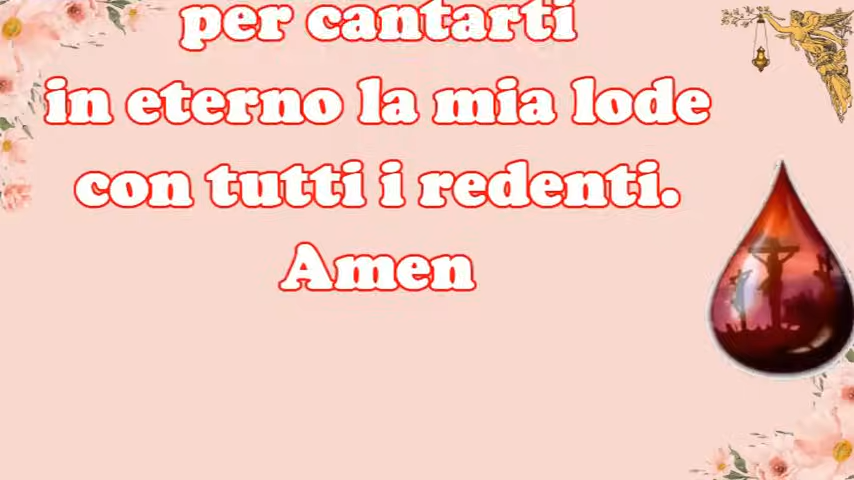 per cantarti
in eterno la mia lode
con tutti i redenti.
Amen